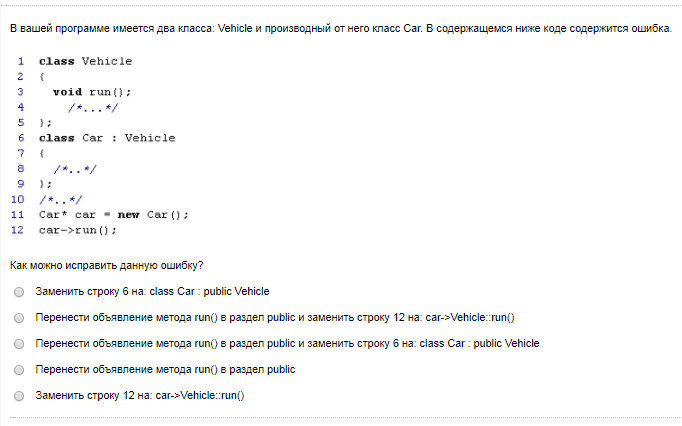 В вашей программе имеется два класса: Vehicle и производный от него класс Car. В содержащемся ниже коде содержится ошибка.
1 class Vehicle
2 {
3 void run();
4 /*...*/
5 };
6 class Car : Vehicle
7 {
8 /*..*/
9 };
10 /*..*/
11 Car* car = new Car();
12 car->run();
Как можно исправить данную ошибку?
Заменить строку 6 на: class Car : public Vehicle
Перенести объявление метода run() в раздел public и заменить строку 12 на: car->Vehicle::run()
Перенести объявление метода run() в раздел public и заменить строку 6 на: class Car : public Vehicle
Перенести объявление метода run() в раздел public
Заменить строку 12 на: car->Vehicle::run()